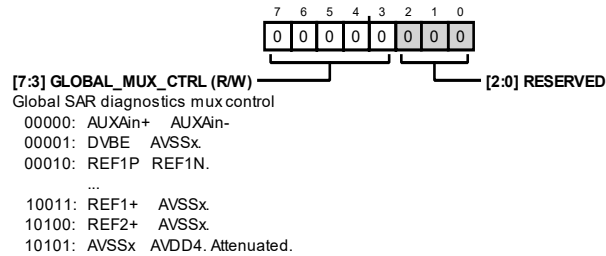 7 6 5 4 3 2 1 0
0 0 0 0 0 0 0 0
[7:3] GLOBAL_MUX_CTRL (R/W) [2:0] RESERVED
Global SAR diagnostics mux control
00000: AUXAin+ AUXAin-
00001: DVBE AVSSx.
00010: REF1P REF1N.
...
10011: REF1+ AVSSx.
10100: REF2+ AVSSx.
10101: AVSSx AVDD4. Attenuated.